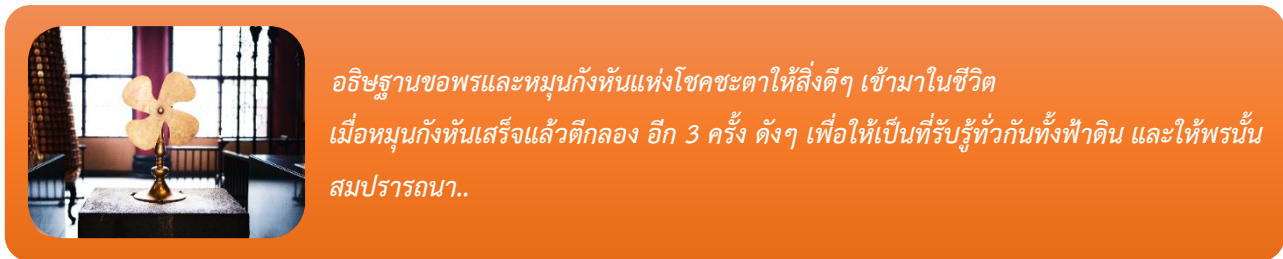 อธิษฐานขอพรและหมุนกังหันแห่งโชคชะตาให้สิ่งดีๆ เข้ามาในชีวิต
เมื่อหมุนกังหันเสร็จแล้วตีกลอง อีก 3 ครั้ง ดังๆ เพื่อให้เป็นที่รับรู้ทั่วกันทั้งฟ้าดิน และให้พรนั้น
สมปรารถนา..